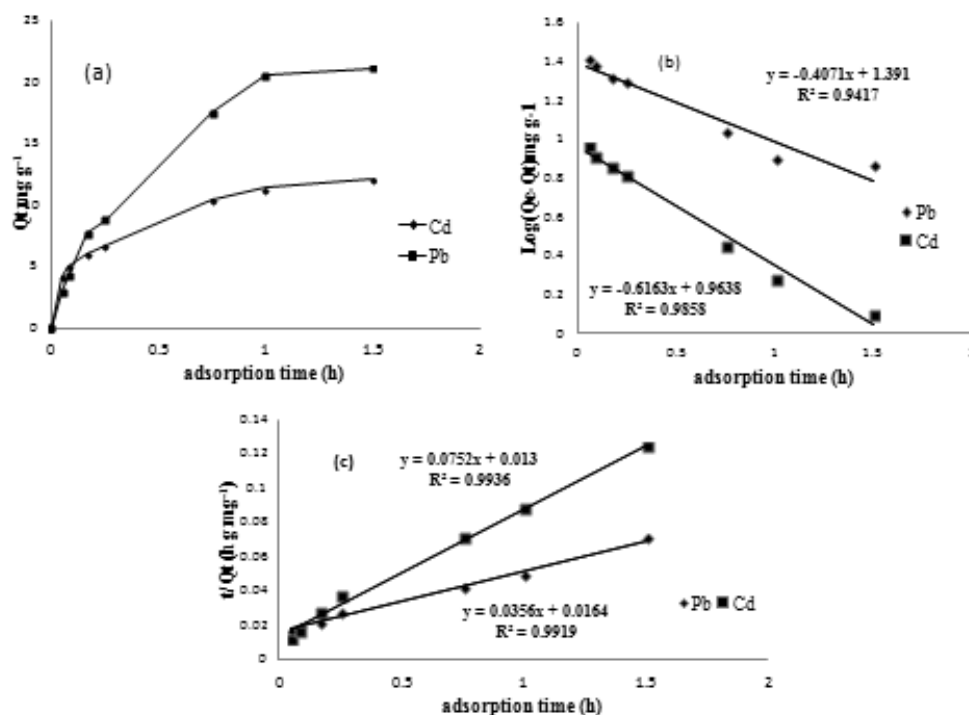 (a)
25
20
15
10
5
0
0
0.5
1
1.5
2
Qt,mg g⁻¹
adsorption time (h)
Cd
Pb
(b)
1.6
1.4
1.2
1
0.8
0.6
0.4
0.2
0
0
0.5
1
1.5
Log(Qe-Qt)mg g-1
adsorption time (h)
y = -0.4071x + 1.391
R² = 0.9417
y = -0.6163x + 0.9638
R² = 0.9858
Pb
Cd
(c)
0.14
0.12
0.1
0.08
0.06
0.04
0.02
0
0
0.5
1
1.5
2
t/Qt (h g mg⁻¹)
adsorption time (h)
y = 0.0752x + 0.013
R² = 0.9936
y = 0.0356x + 0.0164
R² = 0.9919
Pb Cd